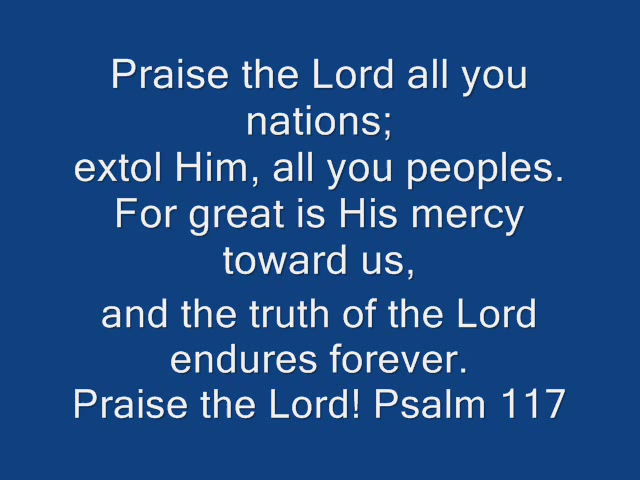 Praise the Lord all you
nations;
extol Him, all you peoples.
For great is His mercy
toward us,
and the truth of the Lord
endures forever.
Praise the Lord! Psalm 117